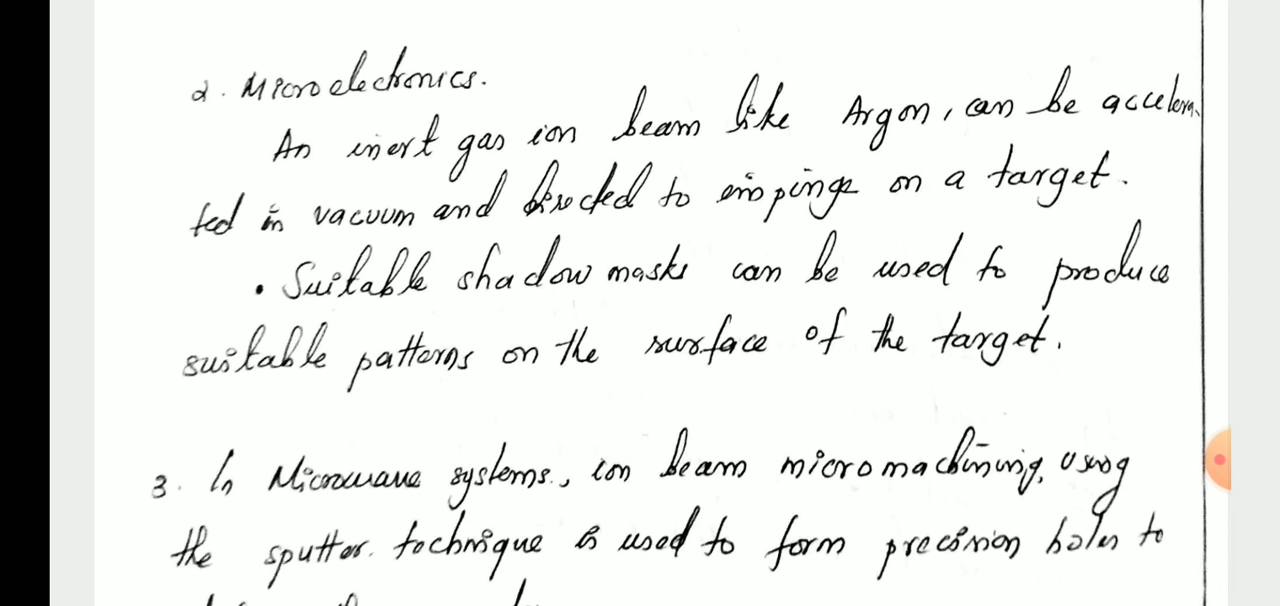 2. Microelectronics.
An inert gas ion beam like Argon, can be accelera
ted in vacuum and directed to impinge on a target.
• Suitable shadow masks can be used to produce
suitable patterns on the surface of the target.
3. In Microwave systems, ion beam micromachining, using
the sputter technique is used to form precision holes to